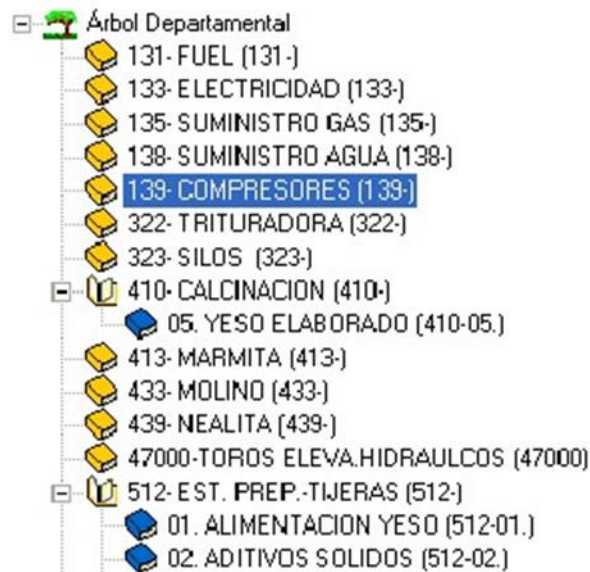 Árbol Departamental
131- FUEL (131-)
133- ELECTRICIDAD (133-)
135- SUMINISTRO GAS (135-)
138- SUMINISTRO AGUA (138-)
139- COMPRESORES (139-)
322- TRITURADORA (322-)
323- SILOS (323-)
410- CALCINACION (410-)
05. YESO ELABORADO (410-05.)
413- MARMITA (413-)
433- MOLINO (433-)
439- NEALITA (439-)
47000-TOROS ELEVA.HIDRAULCOS (47000)
512- EST. PREP.-TIJERAS (512-)
01. ALIMENTACION YESO (512-01.)
02. ADITIVOS SOLIDOS (512-02.)